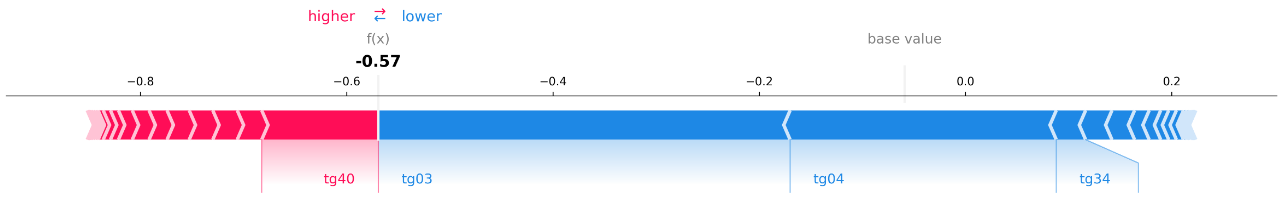 higher ⇄ lower
f(x) base value
-0.57
−0.8 −0.6 −0.4 −0.2 0.0 0.2
tg40 tg03 tg04 tg34